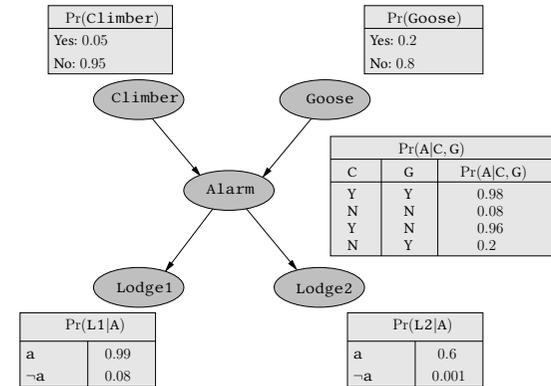 Pr(Climber)
Yes: 0.05
No: 0.95
Pr(Goose)
Yes: 0.2
No: 0.8
Climber
Goose
Pr(A|C, G)
C G Pr(A|C, G)
Y Y 0.98
N N 0.08
Y N 0.96
N Y 0.2
Alarm
Lodge1
Lodge2
Pr(L1|A)
a 0.99
¬a 0.08
Pr(L2|A)
a 0.6
¬a 0.001